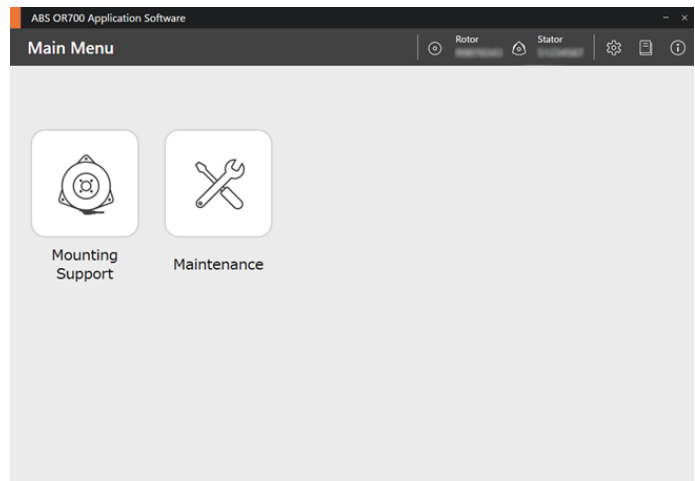 ABS OR700 Application Software
Main Menu
Rotor
Stator
Mounting
Support
Maintenance